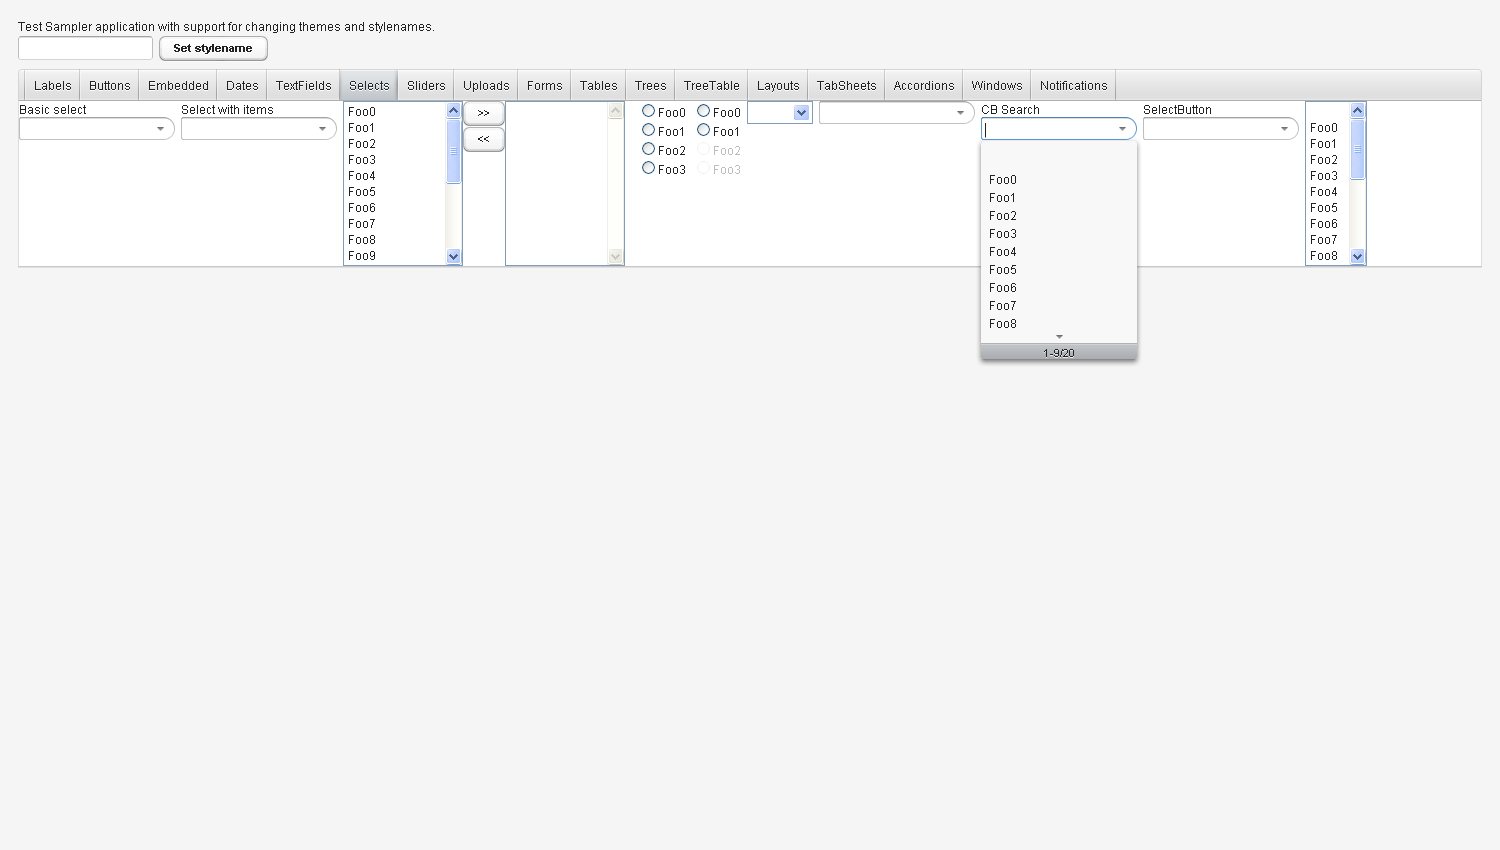 Test Sampler application with support for changing themes and stylenames.
Set stylename
Labels Buttons Embedded Dates TextFields Selects Sliders Uploads Forms Tables Trees TreeTable Layouts TabSheets Accordions Windows Notifications
Basic select
Select with items
Foo0
Foo1
Foo2
Foo3
Foo4
Foo5
Foo6
Foo7
Foo8
Foo9
>>
<<
Foo0
Foo1
Foo2
Foo3
Foo0
Foo1
Foo2
Foo3
CB Search
Foo0
Foo1
Foo2
Foo3
Foo4
Foo5
Foo6
Foo7
Foo8
1-9/20
SelectButton
Foo0
Foo1
Foo2
Foo3
Foo4
Foo5
Foo6
Foo7
Foo8